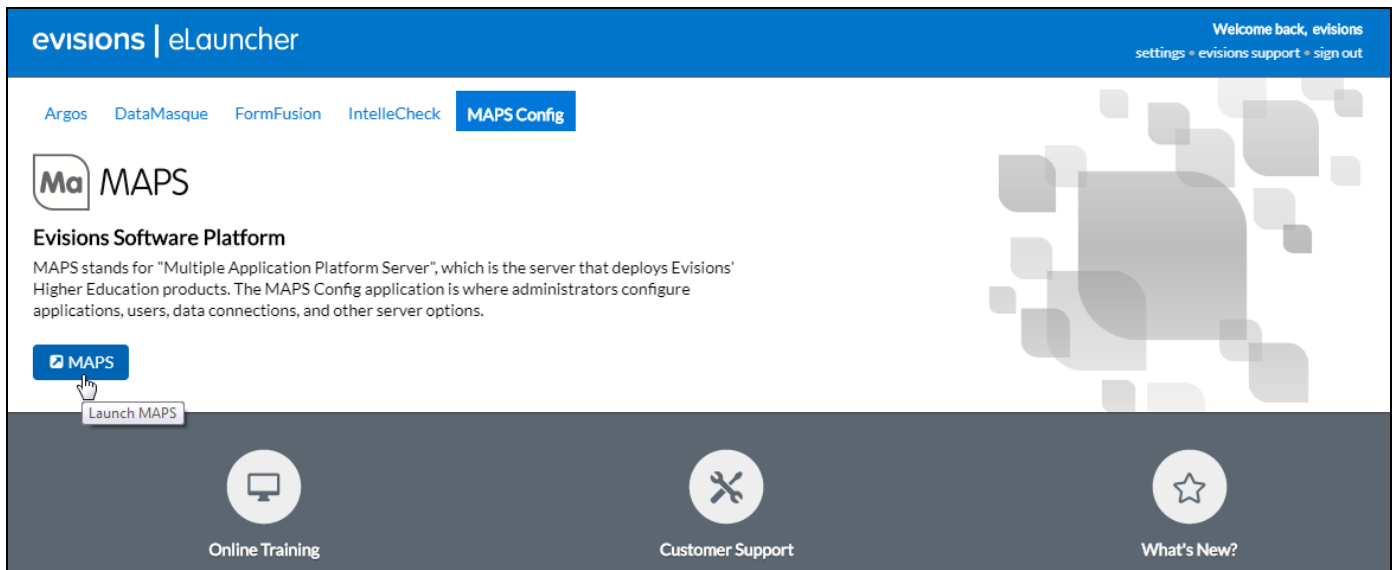 evisions | eLauncher
Welcome back, evisions
settings • evisions support • sign out
Argos DataMasque FormFusion IntelleCheck MAPS Config
Ma MAPS
Evisions Software Platform
MAPS stands for "Multiple Application Platform Server", which is the server that deploys Evisions'
Higher Education products. The MAPS Config application is where administrators configure
applications, users, data connections, and other server options.
MAPS
Launch MAPS
Online Training Customer Support What's New?